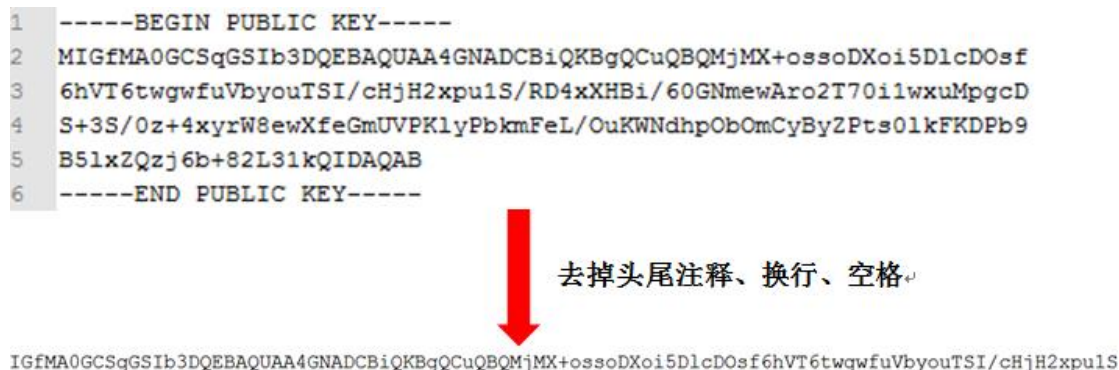 1 -----BEGIN PUBLIC KEY-----
2 MIGfMA0GCSqGSIb3DQEBAQUAA4GNADCBiQKBgQCuQBQMjMX+ossoDXoi5DlcDOsf
3 6hVT6twgwfuVbyouTSI/cHjH2xpu1S/RD4xXHBi/60GNmewAro2T70i1wxuMpgcD
4 S+3S/0z+4xyrW8ewXfeGmUVPKlyPbkmFeL/OuKWNdhpObOmCyByZPts0lkFKDPb9
5 B5lxZQzj6b+82L31kQIDAQAB
6 -----END PUBLIC KEY-----
去掉头尾注释、换行、空格
IGfMA0GCSqGSIb3DQEBAQUAA4GNADCBiQKBgQCuQBQMjMX+ossoDXoi5DlcDOsf6hVT6twgwfuVbyouTSI/cHjH2xpu1S